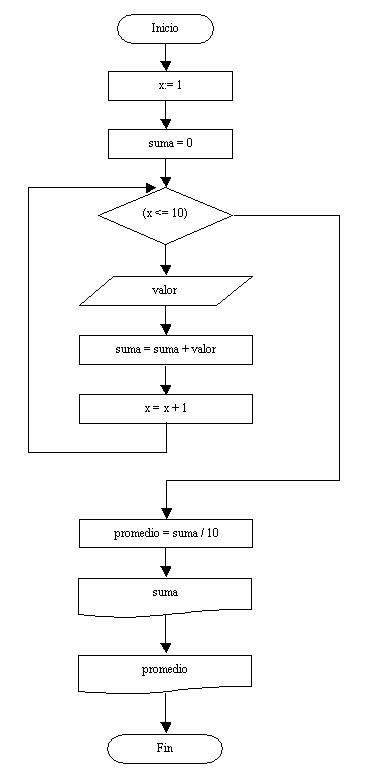 Inicio
x:= 1
suma = 0
(x <= 10)
valor
suma = suma + valor
x = x + 1
promedio = suma / 10
suma
promedio
Fin